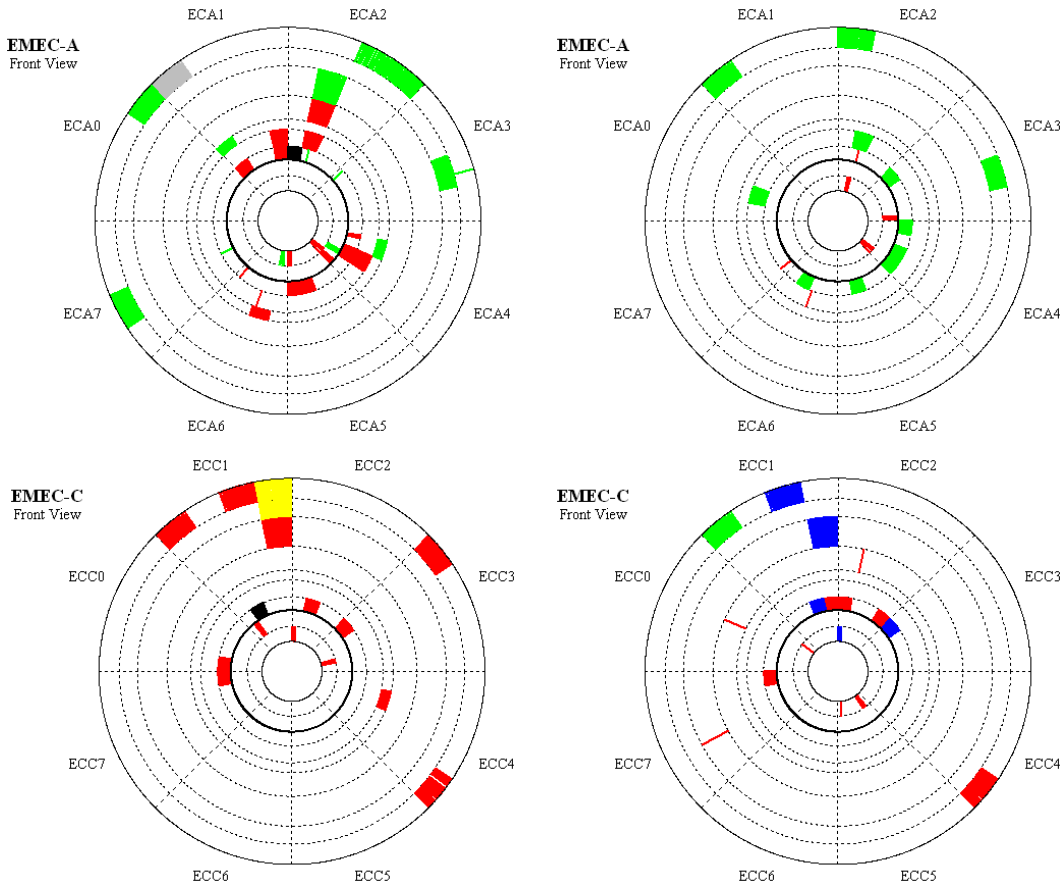 ECA1 ECA2 ECA1 ECA2
EMEC-A EMEC-A
Front View Front View
ECA0 ECA3 ECA0 ECA3
ECA7 ECA4 ECA7 ECA4
ECA6 ECA5 ECA6 ECA5
ECC1 ECC2 ECC1 ECC2
EMEC-C EMEC-C
Front View Front View
ECC0 ECC3 ECC0 ECC3
ECC7 ECC4 ECC7 ECC4
ECC6 ECC5 ECC6 ECC5